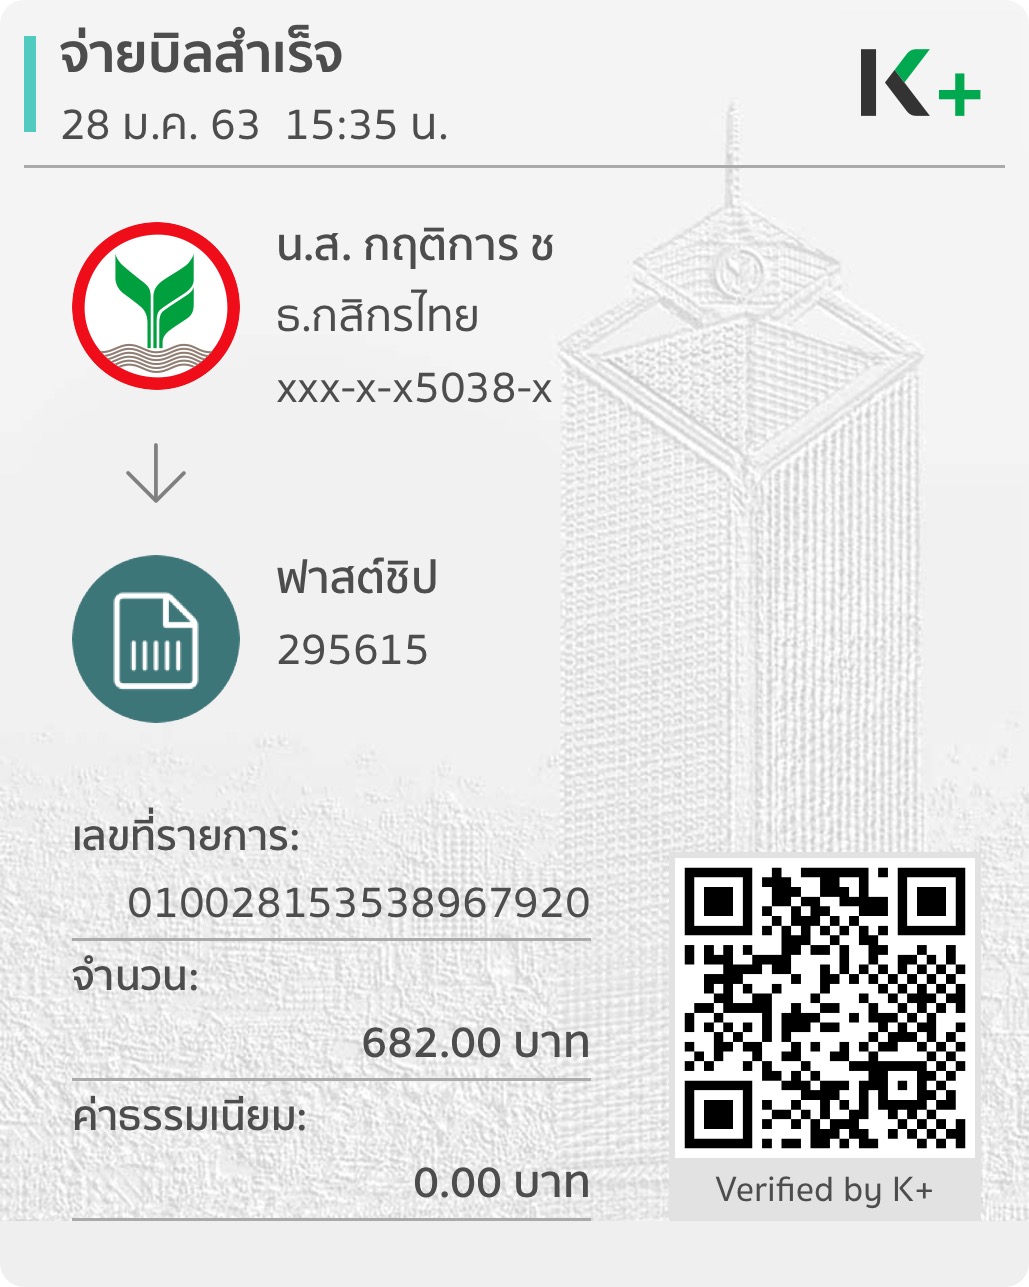 จ่ายบิลสำเร็จ
28 ม.ค. 63 15:35 น.
K+
น.ส. กฤติการ ช
ธ.กสิกรไทย
xxx-x-x5038-x
ฟาสต์ชิป
295615
เลขที่รายการ:
010028153538967920
จำนวน:
682.00 บาท
ค่าธรรมเนียม:
0.00 บาท
Verified by K+